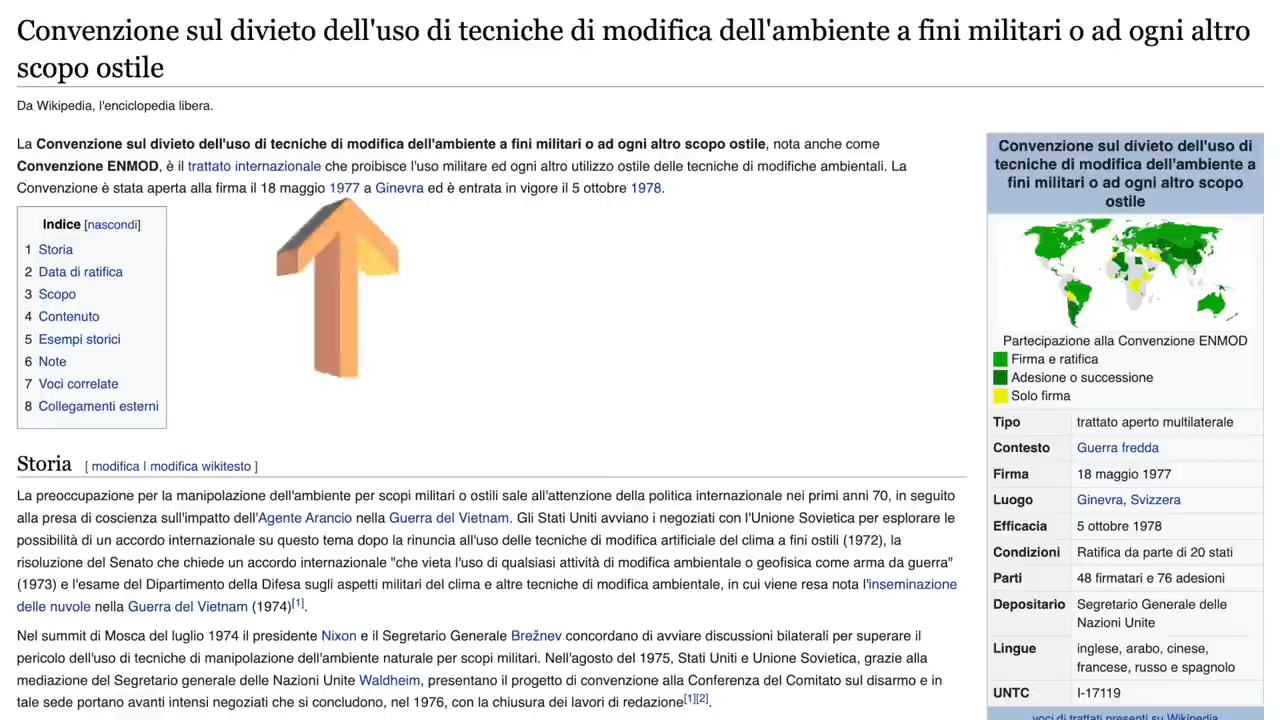 Convenzione sul divieto dell'uso di tecniche di modifica dell'ambiente a fini militari o ad ogni altro
scopo ostile
Da Wikipedia, l'enciclopedia libera.
La Convenzione sul divieto dell'uso di tecniche di modifica dell'ambiente a fini militari o ad ogni altro scopo ostile, nota anche come
Convenzione ENMOD, è il trattato internazionale che proibisce l'uso militare ed ogni altro utilizzo ostile delle tecniche di modifiche ambientali. La
Convenzione è stata aperta alla firma il 18 maggio 1977 a Ginevra ed è entrata in vigore il 5 ottobre 1978.
Indice [nascondi]
1 Storia
2 Data di ratifica
3 Scopo
4 Contenuto
5 Esempi storici
6 Note
7 Voci correlate
8 Collegamenti esterni
Storia [ modifica | modifica wikitesto ]
La preoccupazione per la manipolazione dell'ambiente per scopi militari o ostili sale all'attenzione della politica internazionale nei primi anni 70, in seguito
alla presa di coscienza sull'impatto dell'Agente Arancio nella Guerra del Vietnam. Gli Stati Uniti avviano i negoziati con l'Unione Sovietica per esplorare le
possibilità di un accordo internazionale su questo tema dopo la rinuncia all'uso delle tecniche di modifica artificiale del clima a fini ostili (1972), la
risoluzione del Senato che chiede un accordo internazionale "che vieta l'uso di qualsiasi attività di modifica ambientale o geofisica come arma da guerra"
(1973) e l'esame del Dipartimento della Difesa sugli aspetti militari del clima e altre tecniche di modifica ambientale, in cui viene resa nota l'inseminazione
delle nuvole nella Guerra del Vietnam (1974)[1].
Nel summit di Mosca del luglio 1974 il presidente Nixon e il Segretario Generale Brežnev concordano di avviare discussioni bilaterali per superare il
pericolo dell'uso di tecniche di manipolazione dell'ambiente naturale per scopi militari. Nell'agosto del 1975, Stati Uniti e Unione Sovietica, grazie alla
mediazione del Segretario generale delle Nazioni Unite Waldheim, presentano il progetto di convenzione alla Conferenza del Comitato sul disarmo e in
tale sede portano avanti intensi negoziati che si concludono, nel 1976, con la chiusura dei lavori di redazione[1][2].
Convenzione sul divieto dell'uso di
tecniche di modifica dell'ambiente a
fini militari o ad ogni altro scopo
ostile
Partecipazione alla Convenzione ENMOD
Firma e ratifica
Adesione o successione
Solo firma
Tipo trattato aperto multilaterale
Contesto Guerra fredda
Firma 18 maggio 1977
Luogo Ginevra, Svizzera
Efficacia 5 ottobre 1978
Condizioni Ratifica da parte di 20 stati
Parti 48 firmatari e 76 adesioni
Depositario Segretario Generale delle
Nazioni Unite
Lingue inglese, arabo, cinese,
francese, russo e spagnolo
UNTC I-17119
voci di trattati presenti su Wikipedia